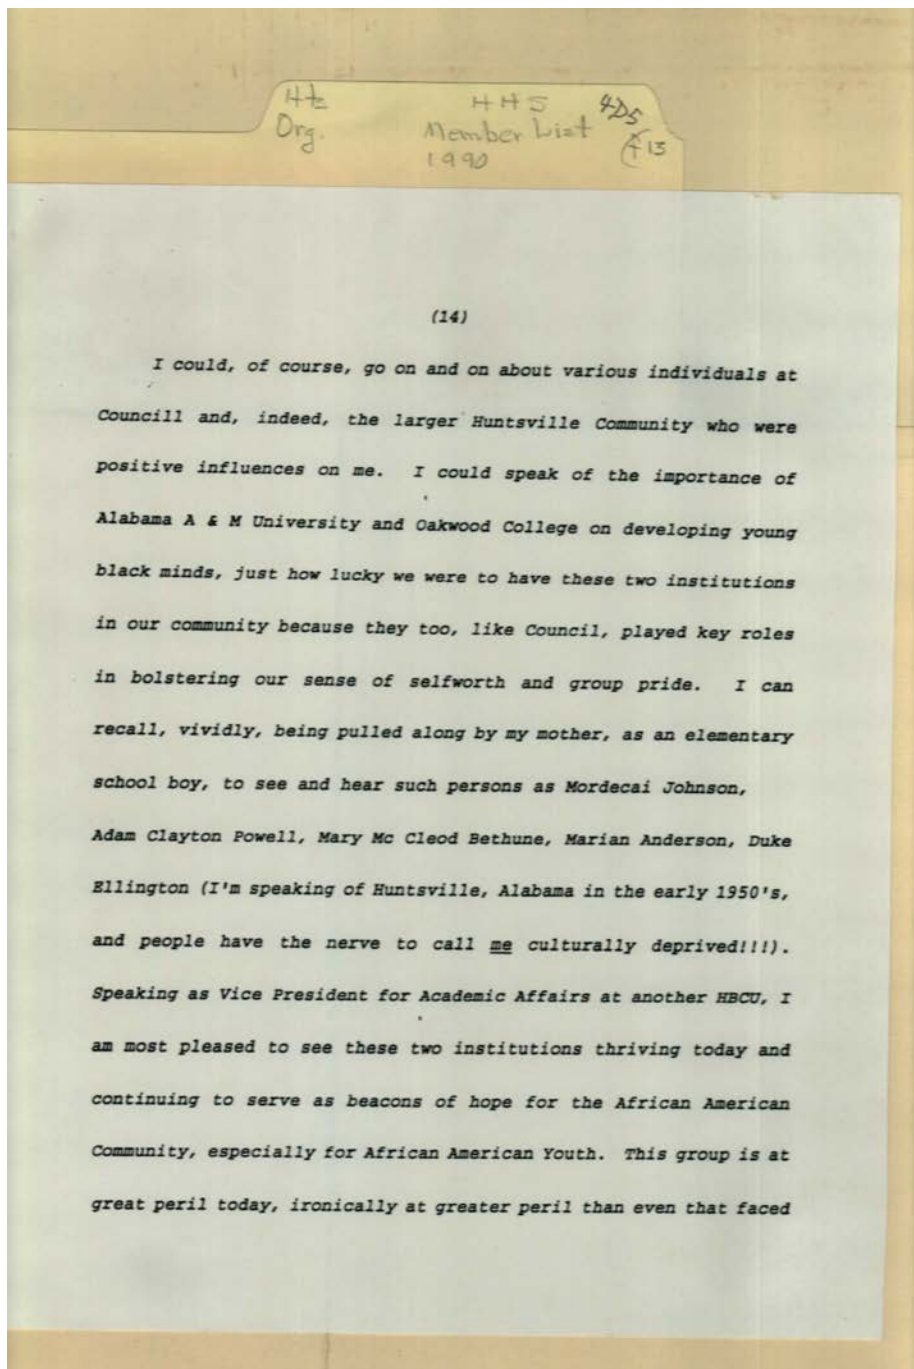 Hts
Org.
HHS
Member List
1990
4D5
13
(14)
I could, of course, go on and on about various individuals at
Councill and, indeed, the larger Huntsville Community who were
positive influences on me. I could speak of the importance of
Alabama A & M University and Oakwood College on developing young
black minds, just how lucky we were to have these two institutions
in our community because they too, like Council, played key roles
in bolstering our sense of selfworth and group pride. I can
recall, vividly, being pulled along by my mother, as an elementary
school boy, to see and hear such persons as Mordecai Johnson,
Adam Clayton Powell, Mary Mc Cleod Bethune, Marian Anderson, Duke
Ellington (I'm speaking of Huntsville, Alabama in the early 1950's,
and people have the nerve to call me culturally deprived!!!).
Speaking as Vice President for Academic Affairs at another HBCU, I
am most pleased to see these two institutions thriving today and
continuing to serve as beacons of hope for the African American
Community, especially for African American Youth. This group is at
great peril today, ironically at greater peril than even that faced